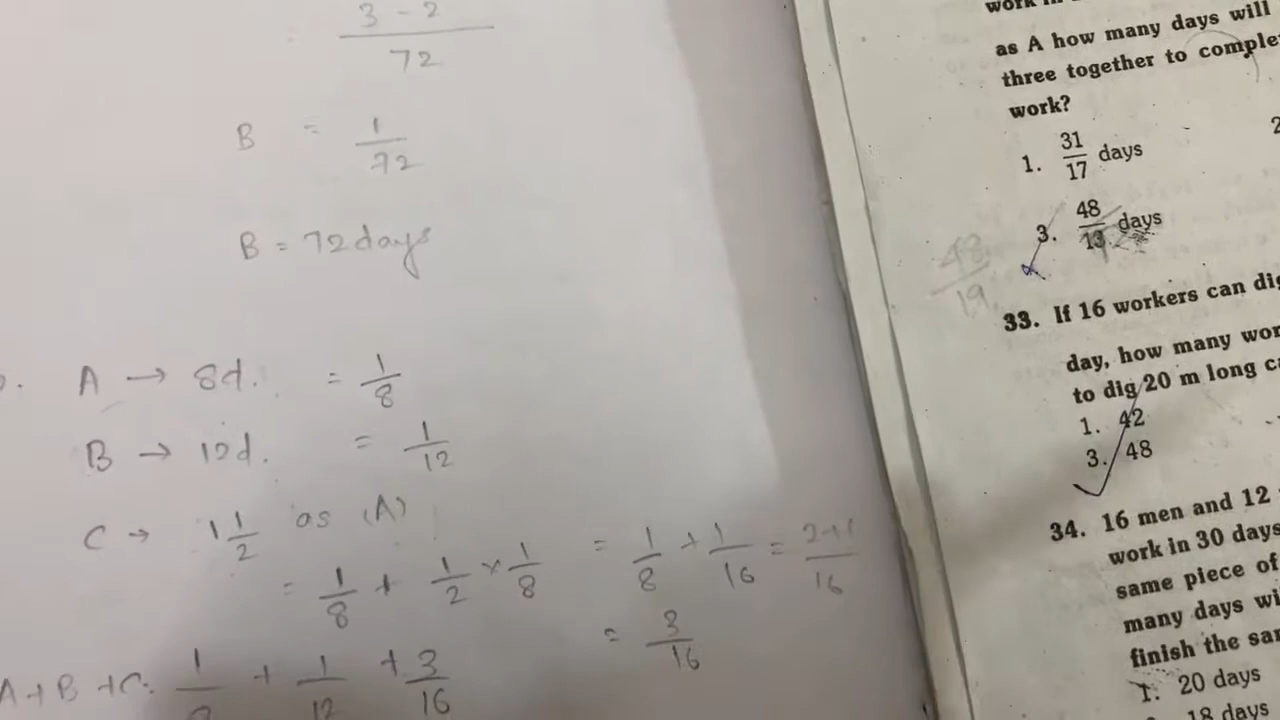 3 - 2
72
B = 1/72
B = 72 days
A → 8d. = 1/8
B → 12d. = 1/12
C → 1 1/2 as (A)
= 1/8 + 1/2 × 1/8 = 1/8 + 1/16 = 2+1/16
= 3/16
A+B+C. 1/ + 1/12 + 3/16
as A how many days will
three together to comple
work?
1. 31/17 days
3. 48/13 days
48/19
33. If 16 workers can dig
day, how many wor
to dig 20 m long ca
1. 42
3. 48
34. 16 men and 12
work in 30 days
same piece of
many days wi
finish the sa
1. 20 days
18 days